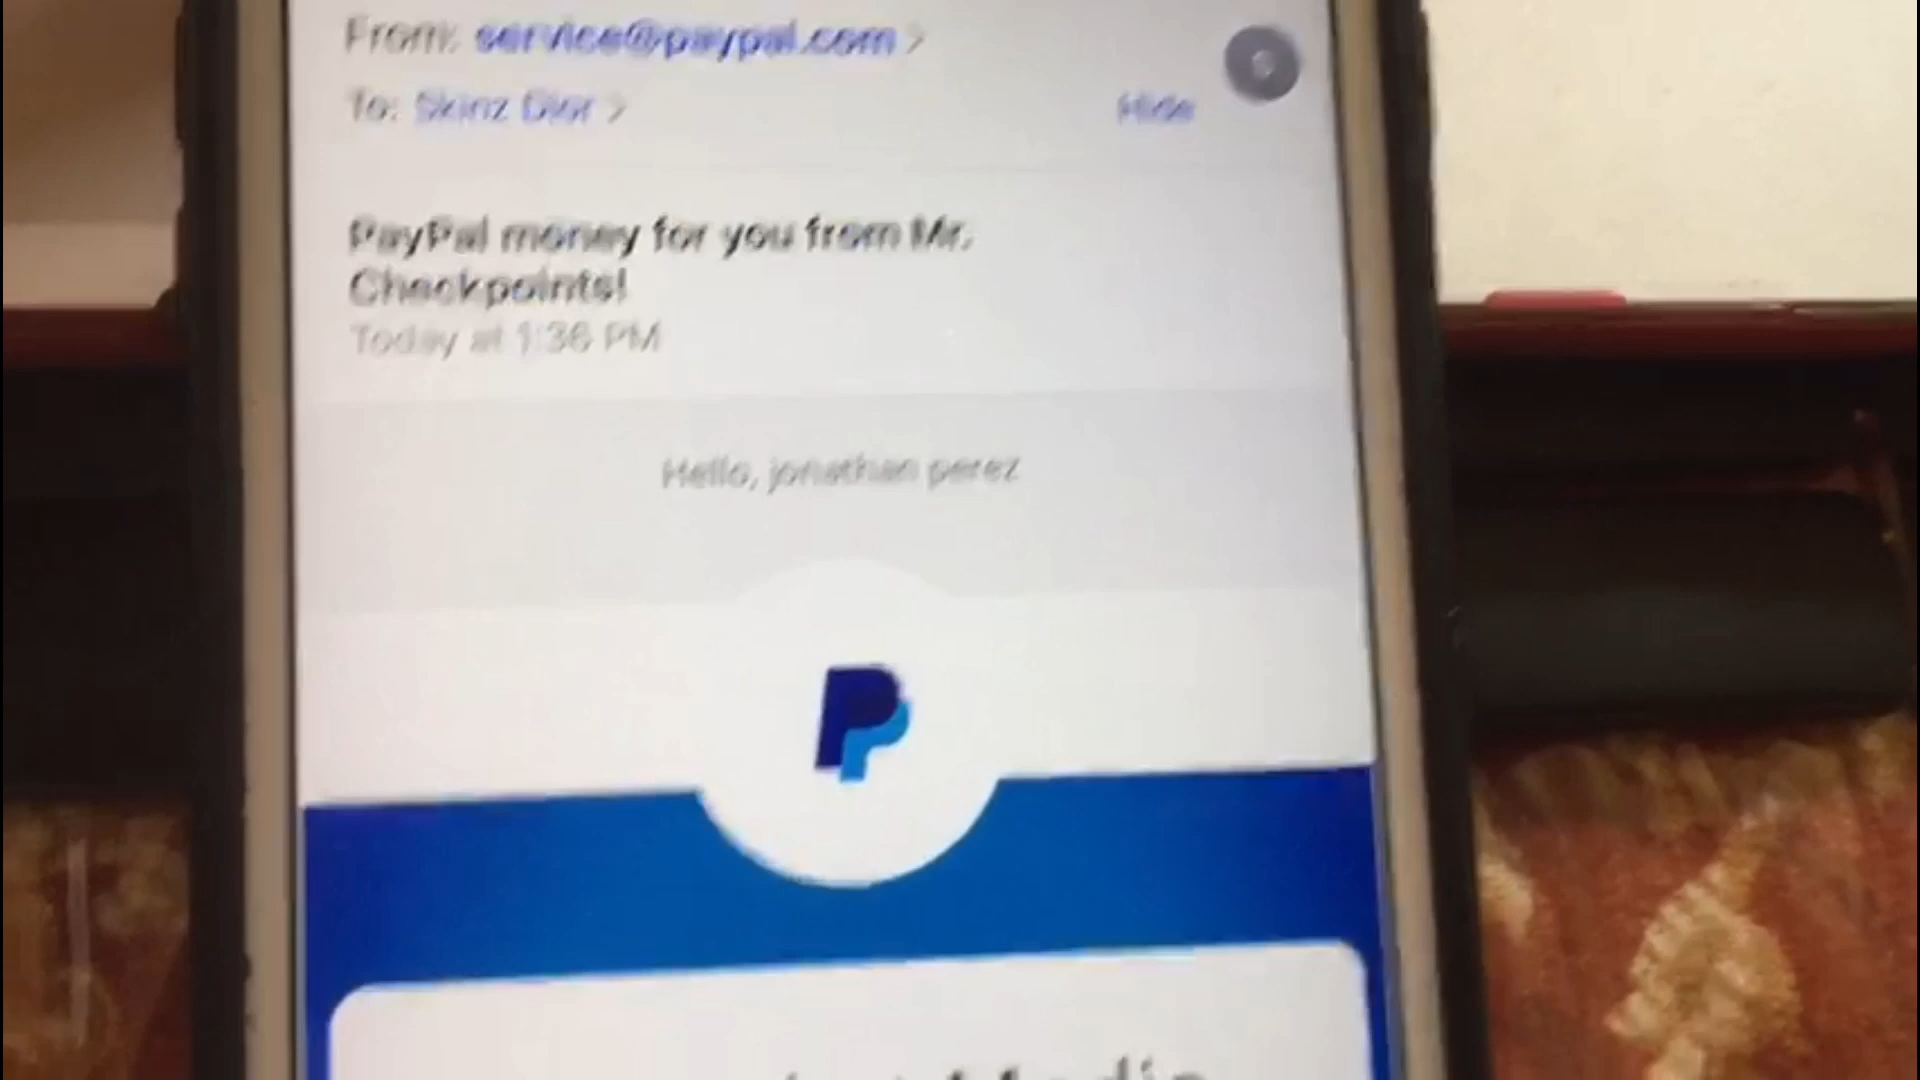 From: service@paypal.com >
To: Skinz Dior > Hide
PayPal money for you from Mr.
Checkpoints!
Today at 1:36 PM
Hello, jonathan perez